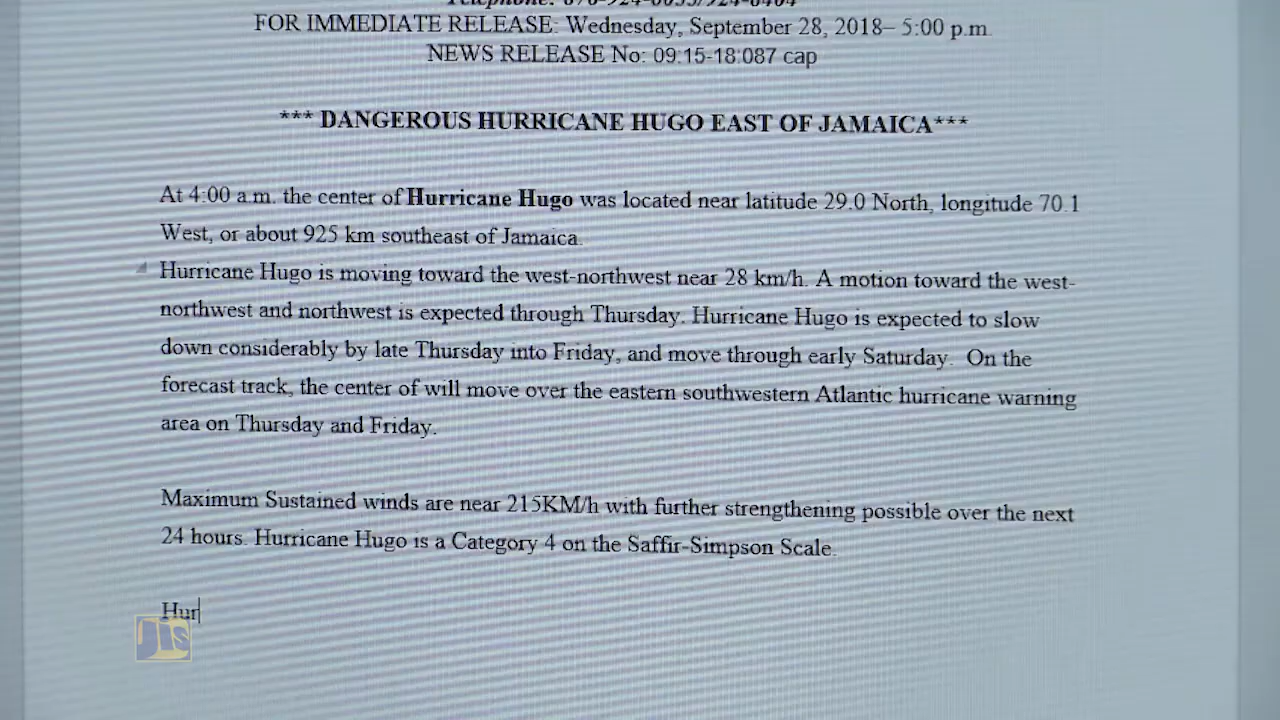 FOR IMMEDIATE RELEASE: Wednesday, September 28, 2018– 5:00 p.m.
NEWS RELEASE No: 09:15-18:087 cap
*** DANGEROUS HURRICANE HUGO EAST OF JAMAICA***
At 4:00 a.m. the center of Hurricane Hugo was located near latitude 29.0 North, longitude 70.1
West, or about 925 km southeast of Jamaica.
Hurricane Hugo is moving toward the west-northwest near 28 km/h. A motion toward the west-
northwest and northwest is expected through Thursday. Hurricane Hugo is expected to slow
down considerably by late Thursday into Friday, and move through early Saturday. On the
forecast track, the center of will move over the eastern southwestern Atlantic hurricane warning
area on Thursday and Friday.
Maximum Sustained winds are near 215KM/h with further strengthening possible over the next
24 hours. Hurricane Hugo is a Category 4 on the Saffir-Simpson Scale.
Hur
JIS